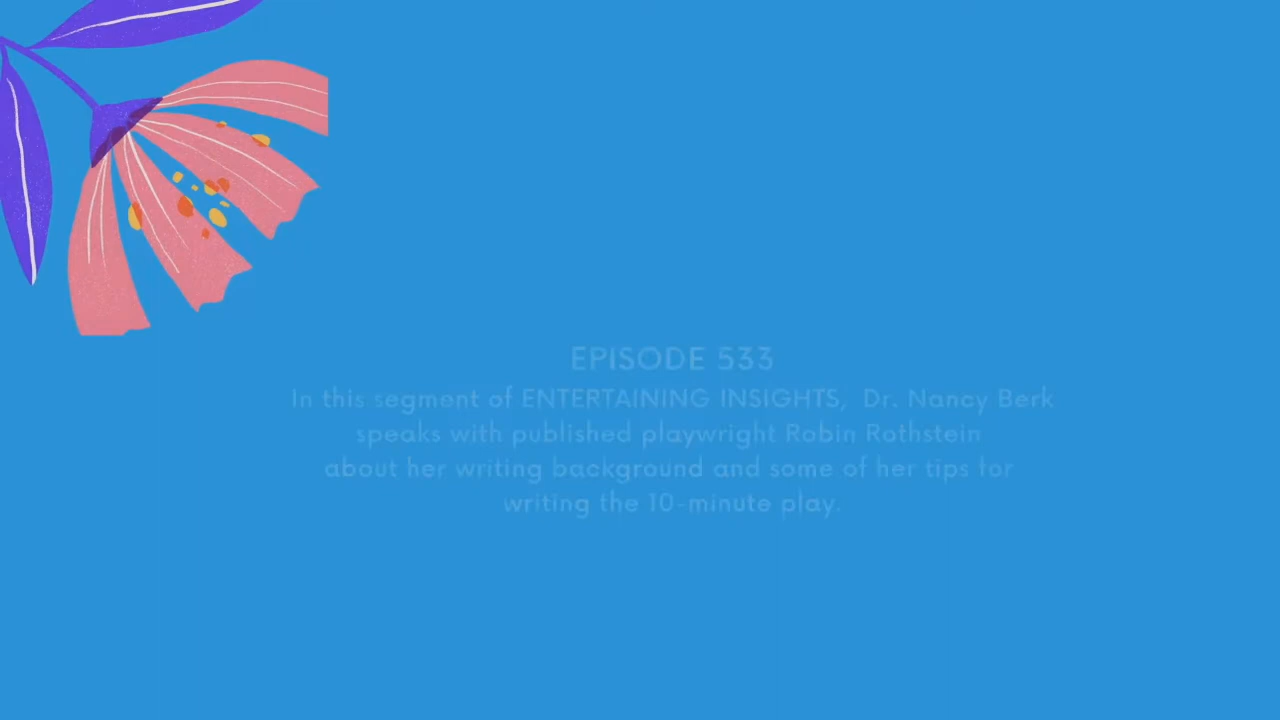 EPISODE 533
In this segment of ENTERTAINING INSIGHTS, Dr. Nancy Berk
speaks with published playwright Robin Rothstein
about her writing background and some of her tips for
writing the 10-minute play.